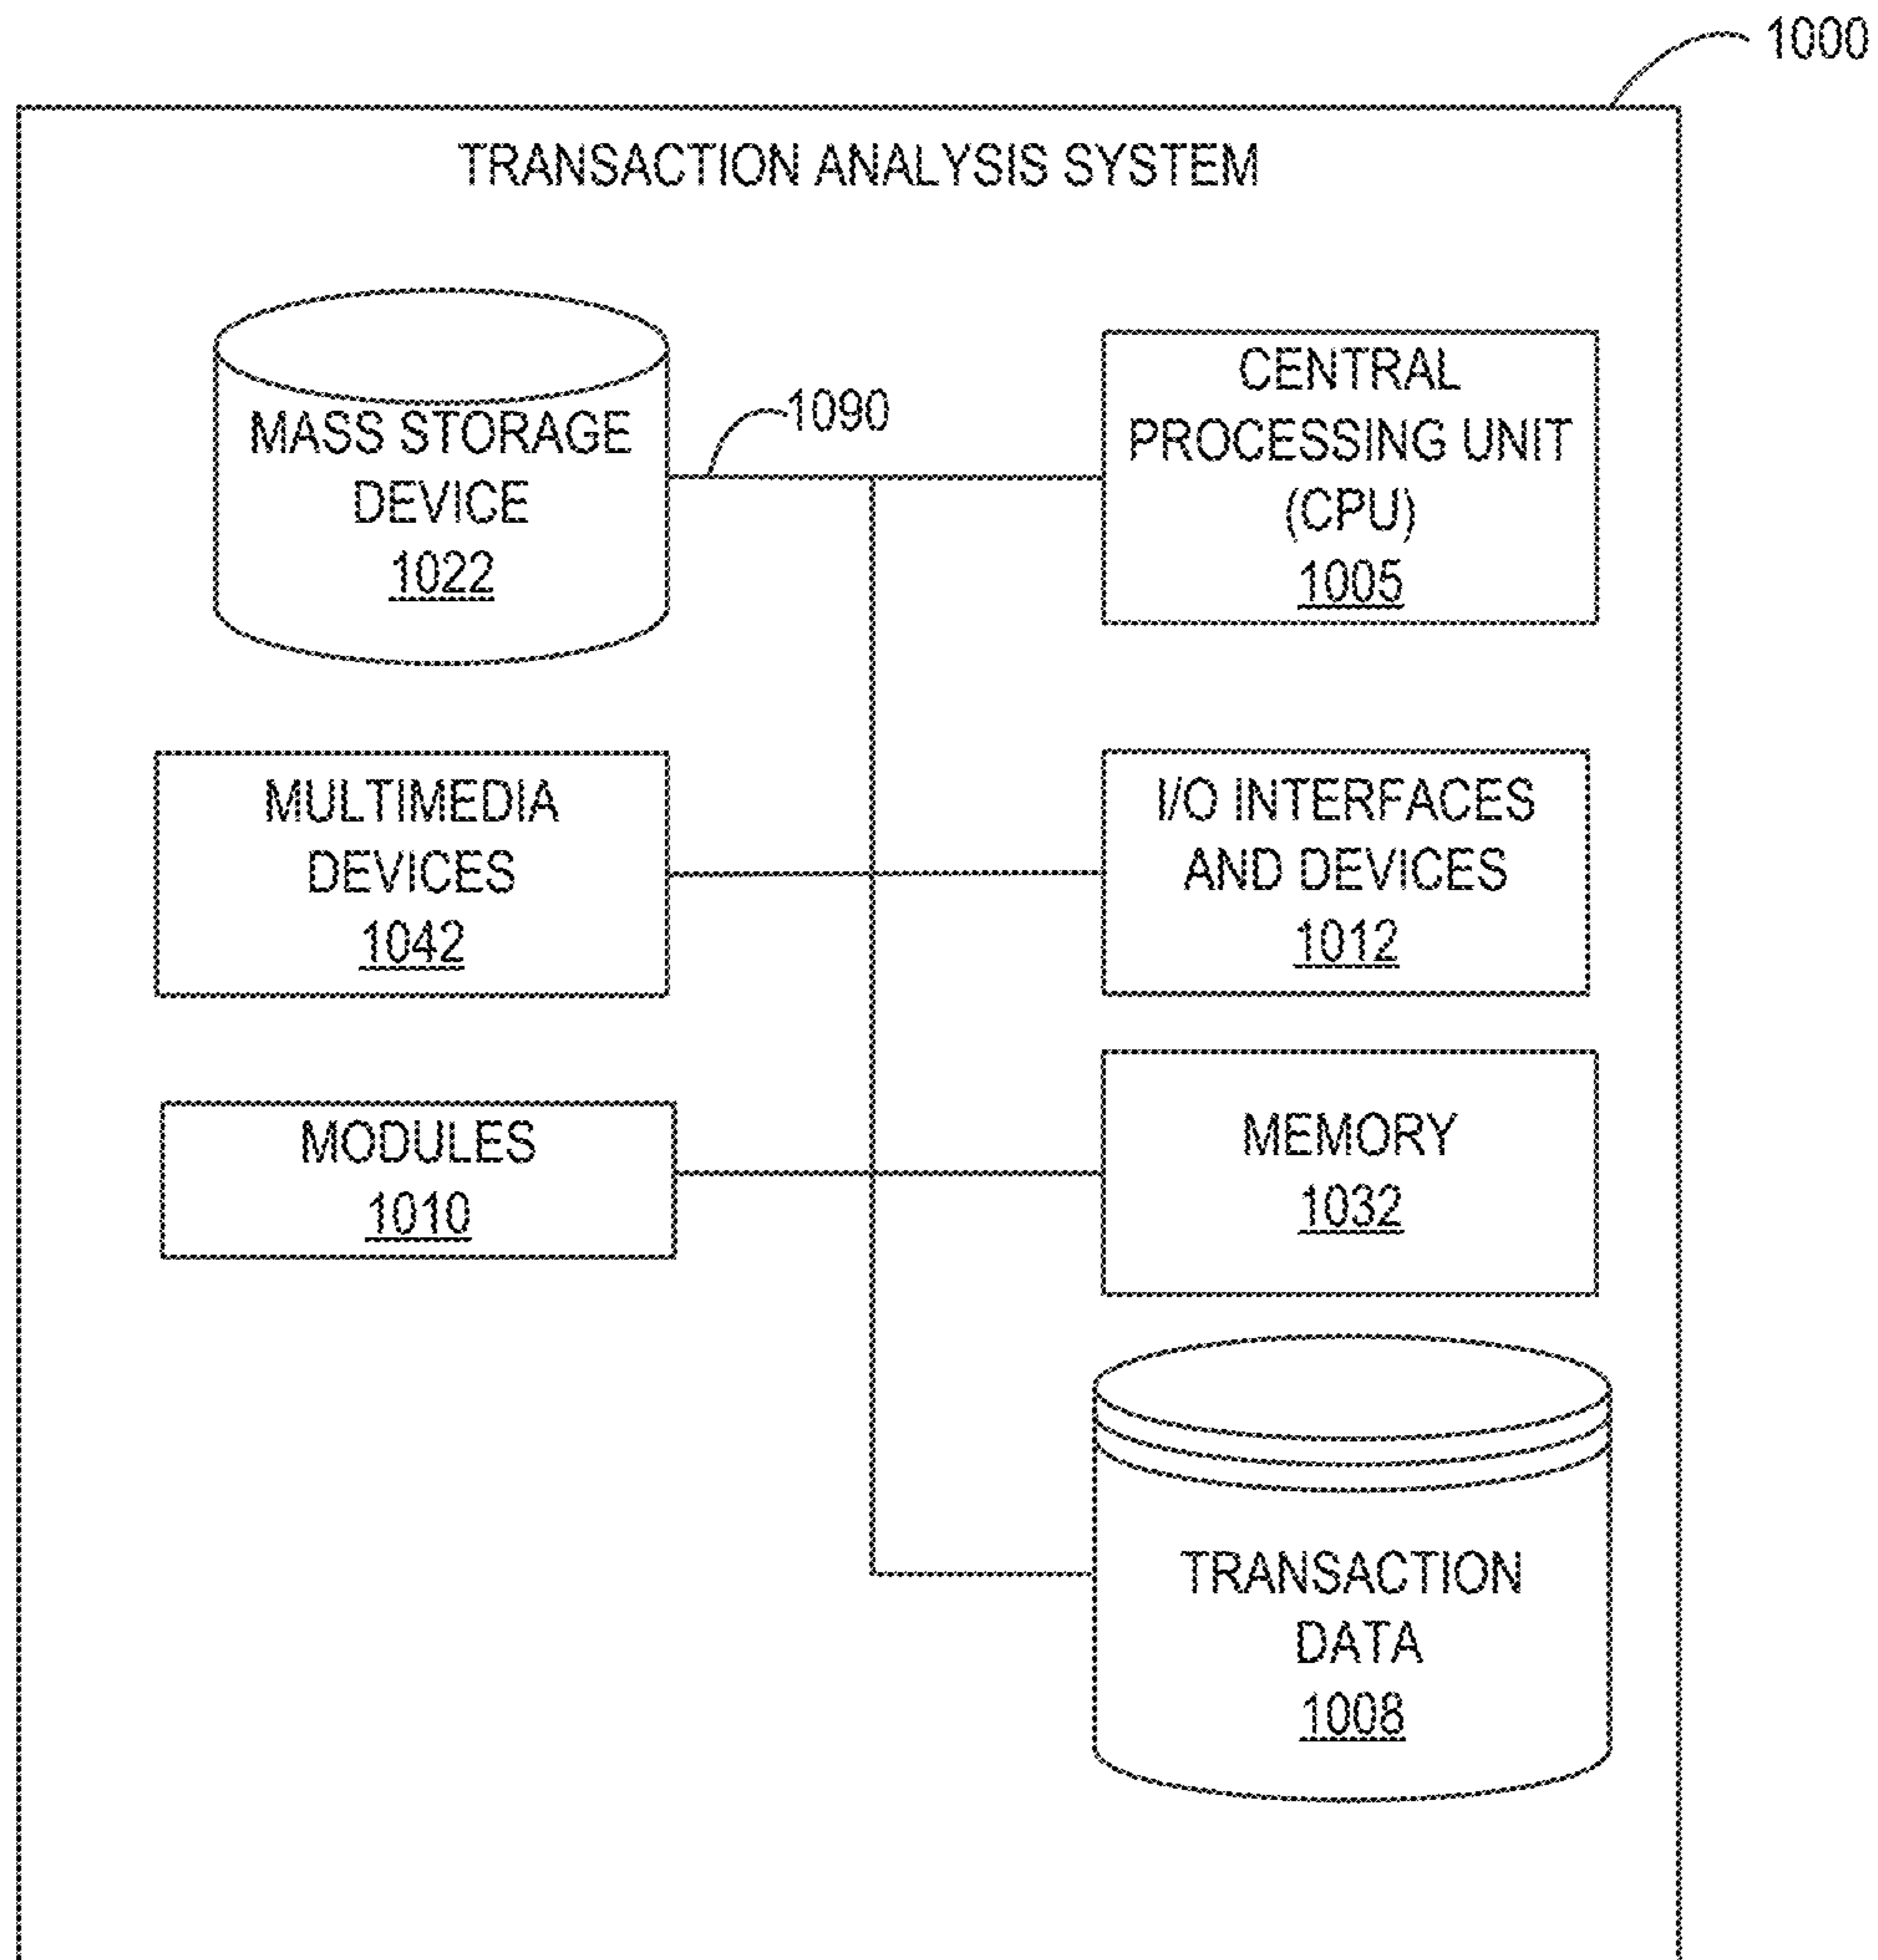 1000
TRANSACTION ANALYSIS SYSTEM
MASS STORAGE
DEVICE
1022
1090
CENTRAL
PROCESSING UNIT
(CPU)
1005
MULTIMEDIA
DEVICES
1042
I/O INTERFACES
AND DEVICES
1012
MODULES
1010
MEMORY
1032
TRANSACTION
DATA
1008